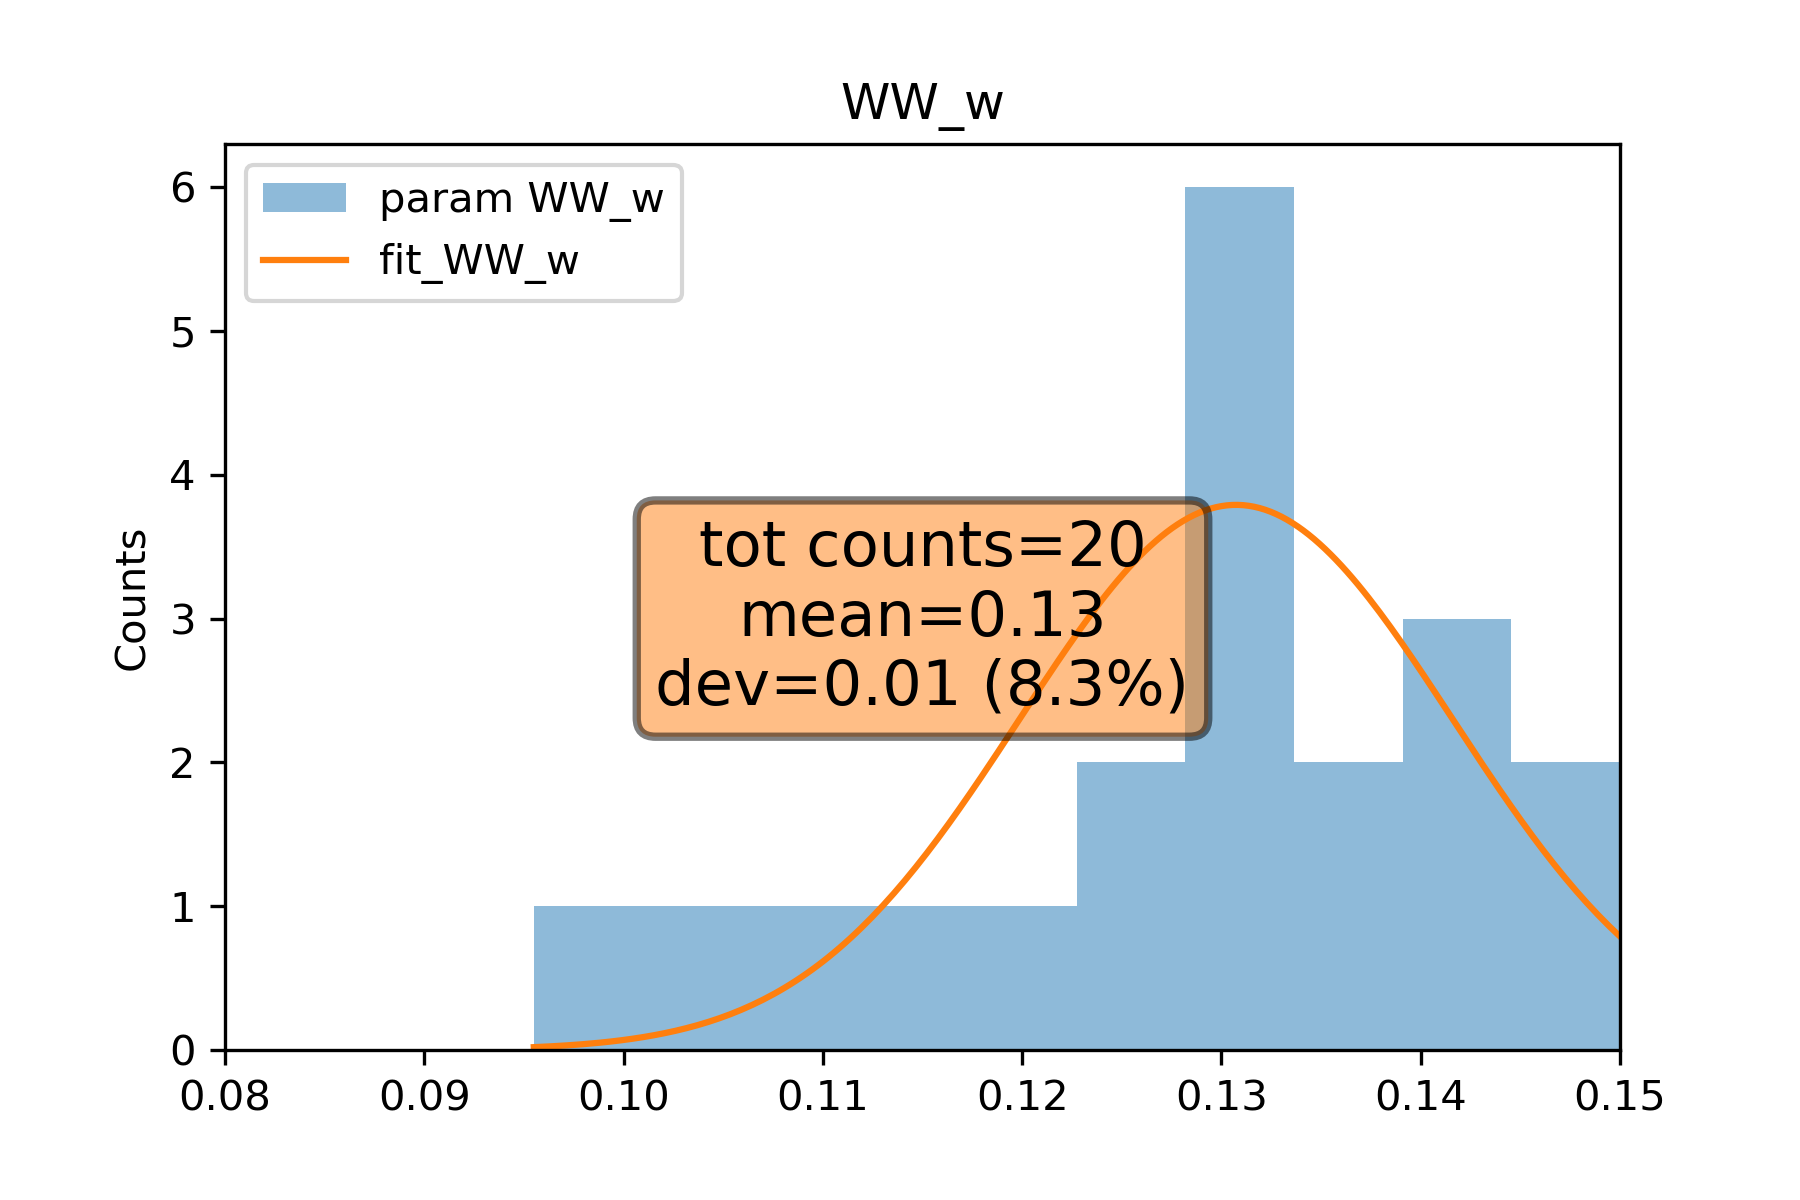 WW_w
param WW_w
fit_WW_w
6
5
4
3
2
1
0
Counts
tot counts=20
mean=0.13
dev=0.01 (8.3%)
0.08 0.09 0.10 0.11 0.12 0.13 0.14 0.15